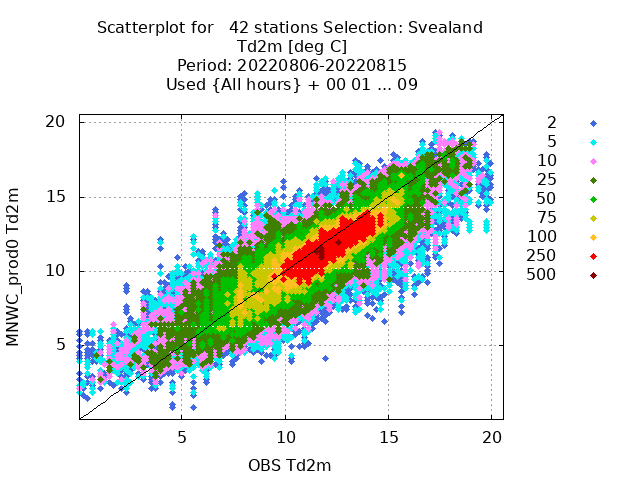 Scatterplot for   42 stations Selection: Svealand
Td2m [deg C]
Period: 20220806-20220815
Used {All hours} + 00 01 ... 09
20
15
10
5
MNWC_prod0 Td2m
5
10
15
20
OBS Td2m
2
5
10
25
50
75
100
250
500